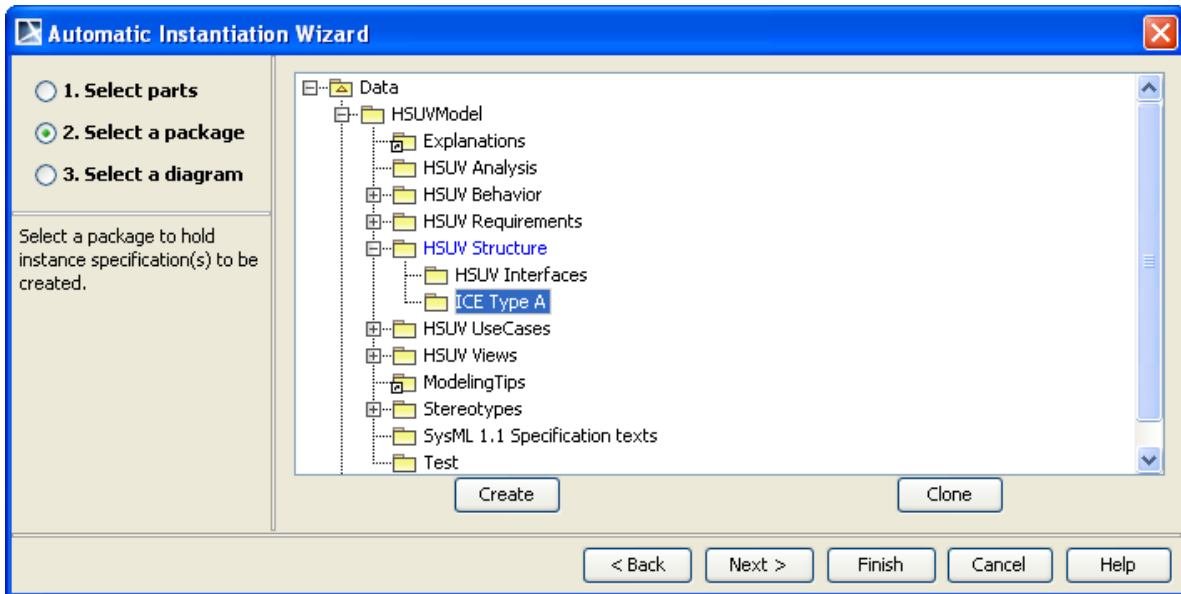 Automatic Instantiation Wizard
1. Select parts
2. Select a package
3. Select a diagram
Select a package to hold
instance specification(s) to be
created.
Data
HSUVModel
Explanations
HSUV Analysis
HSUV Behavior
HSUV Requirements
HSUV Structure
HSUV Interfaces
ICE Type A
HSUV UseCases
HSUV Views
ModelingTips
Stereotypes
SysML 1.1 Specification texts
Test
Create
Clone
< Back
Next >
Finish
Cancel
Help